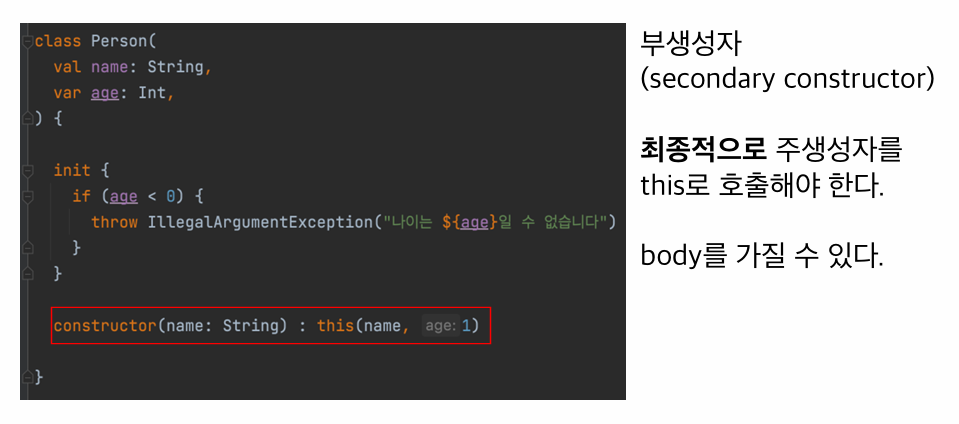 class Person(
  val name: String,
  var age: Int,
) {

  init {
    if (age < 0) {
      throw IllegalArgumentException("나이는 ${age}일 수 없습니다")
    }
  }

  constructor(name: String) : this(name, age: 1)

}
부생성자
(secondary constructor)
최종적으로 주생성자를
this로 호출해야 한다.
body를 가질 수 있다.